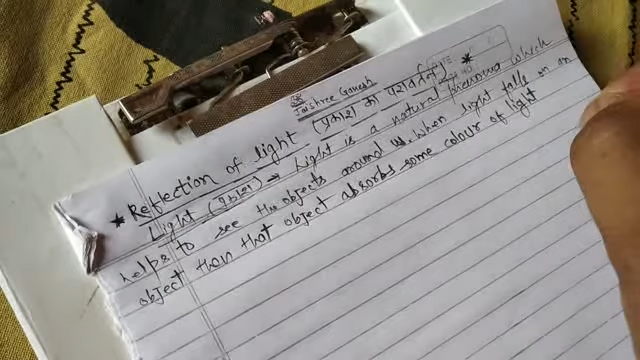 Jaishree Ganesh
* Reflection of light (प्रकाश का परावर्तन) *
Light (प्रकाश) → Light is a natural phenomena which
helps to see the objects around us. When light falls on an
object then that object absorbs some colour of light